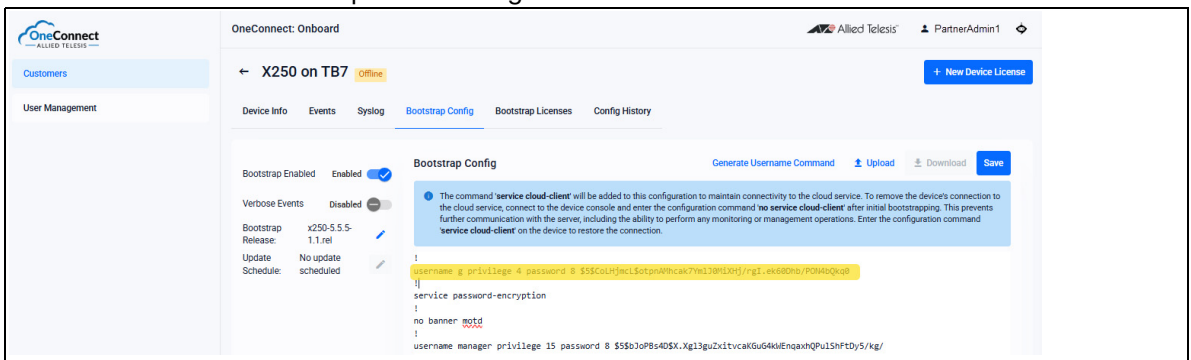 OneConnect
ALLIED TELESIS
OneConnect: Onboard
Allied Telesis
PartnerAdmin1
Customers
User Management
← X250 on TB7 Offline
+ New Device License
Device Info Events Syslog Bootstrap Config Bootstrap Licenses Config History
Bootstrap Enabled Enabled
Verbose Events Disabled
Bootstrap Release: x250-5.5.5-1.1.rel
Update Schedule: No update scheduled
Bootstrap Config
Generate Username Command Upload Download Save
The command 'service cloud-client' will be added to this configuration to maintain connectivity to the cloud service. To remove the device's connection to
the cloud service, connect to the device console and enter the configuration command 'no service cloud-client' after initial bootstrapping. This prevents
further communication with the server, including the ability to perform any monitoring or management operations. Enter the configuration command
'service cloud-client' on the device to restore the connection.
!
username g privilege 4 password 8
!
service password-encryption
!
no banner motd
!
username manager privilege 15 password 8